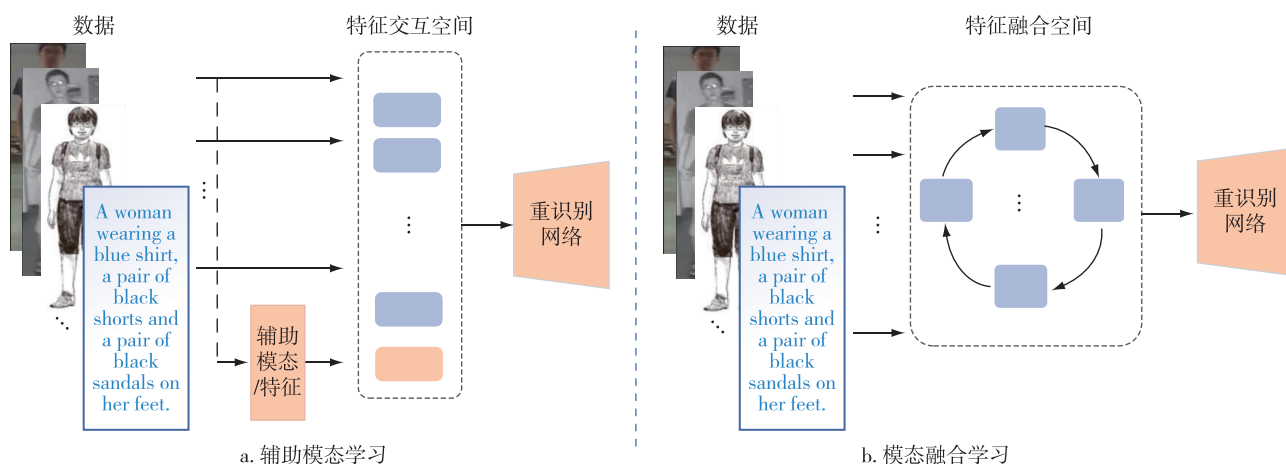 数据
特征交互空间
A woman
wearing a
blue shirt,
a pair of
black
shorts and
a pair of
black
sandals on
her feet.
辅助
模态
/特征
重识别
网络
a. 辅助模态学习
数据
特征融合空间
A woman
wearing a
blue shirt,
a pair of
black
shorts and
a pair of
black
sandals on
her feet.
重识别
网络
b. 模态融合学习